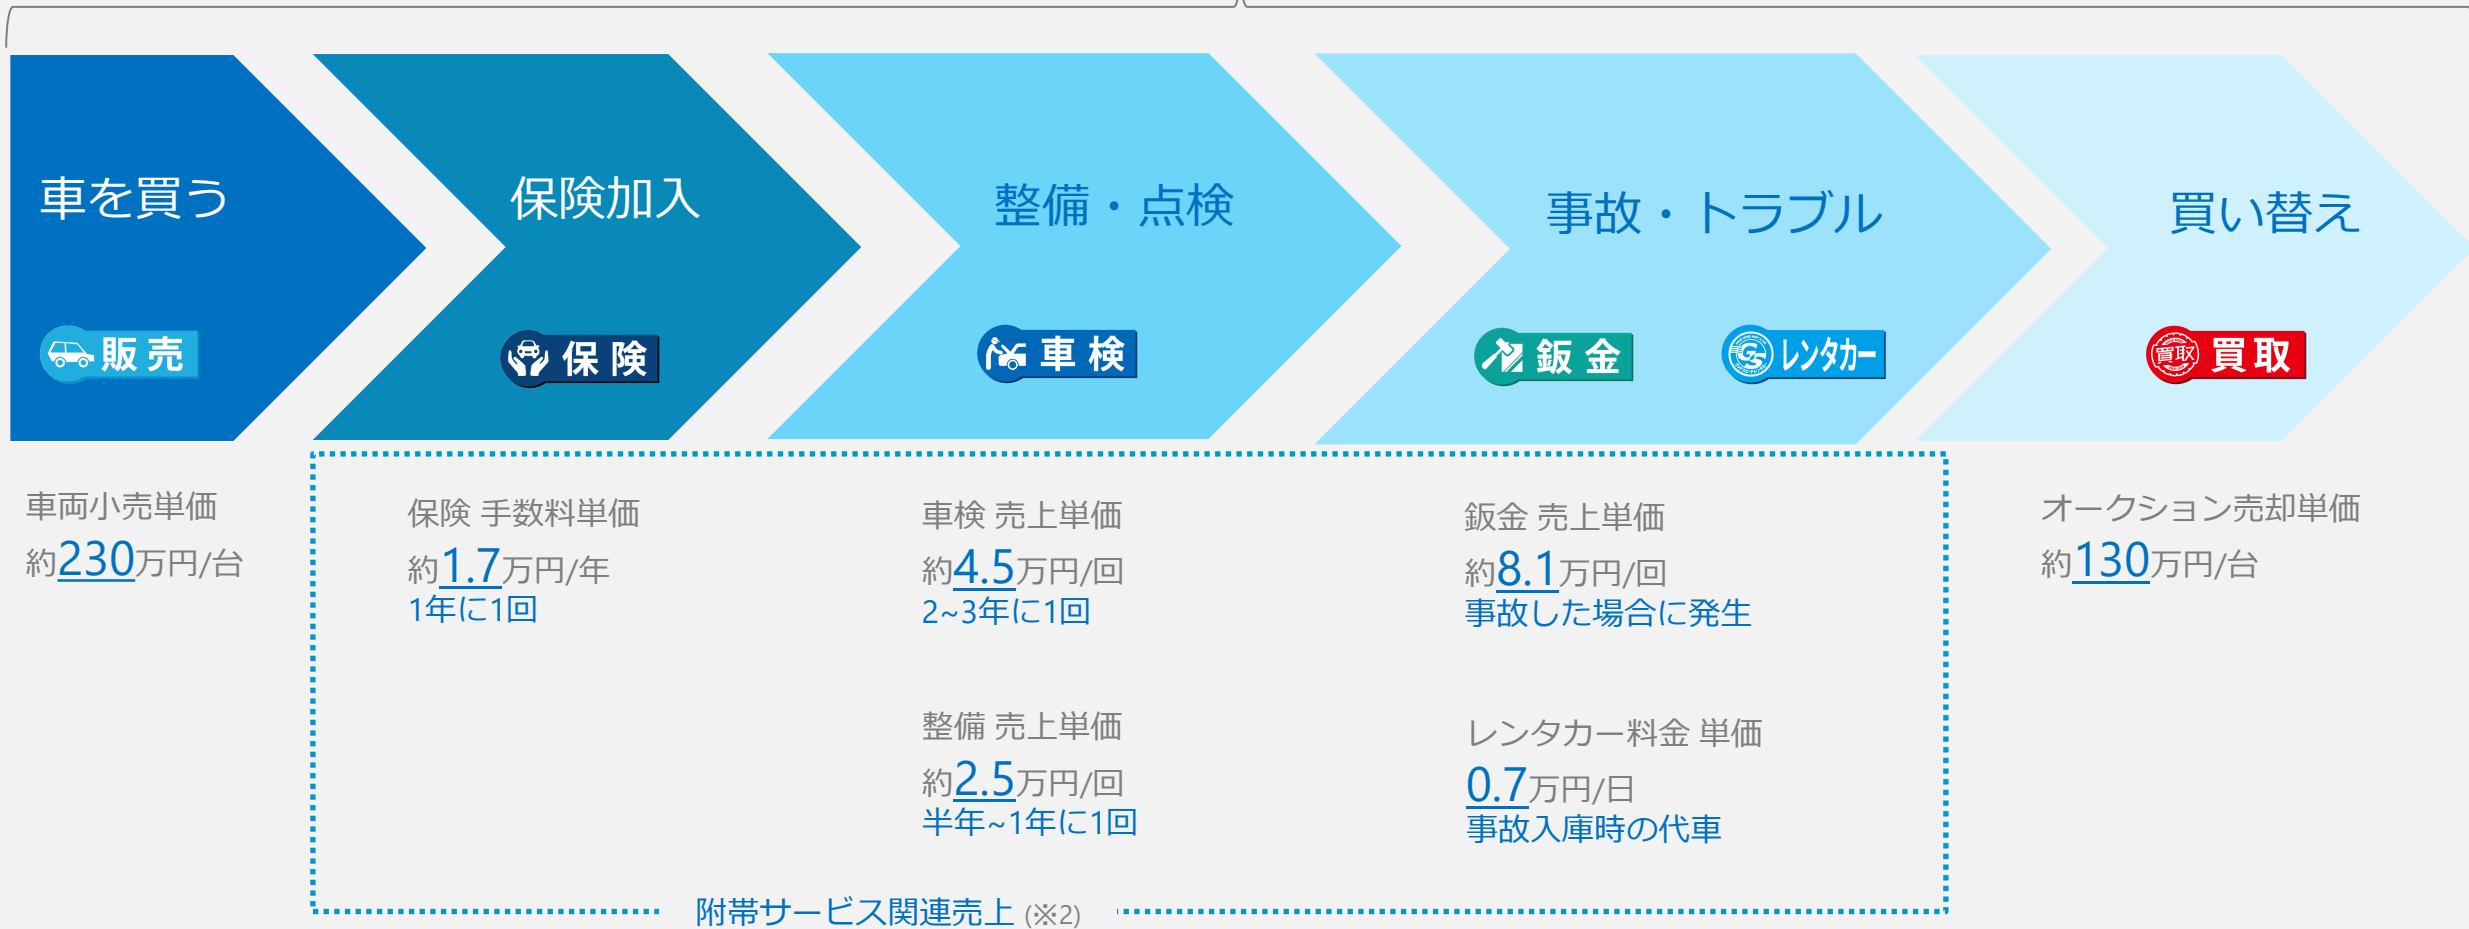 車を買う
販売
車両小売単価
約230万円/台
保険加入
保険
保険 手数料単価
約1.7万円/年
1年に1回
整備・点検
車検
車検 売上単価
約4.5万円/回
2~3年に1回
整備 売上単価
約2.5万円/回
半年~1年に1回
事故・トラブル
鈑金
レンタカー
鈑金 売上単価
約8.1万円/回
事故した場合に発生
レンタカー料金 単価
0.7万円/日
事故入庫時の代車
買い替え
買取
買取
オークション売却単価
約130万円/台
附帯サービス関連売上 (※2)